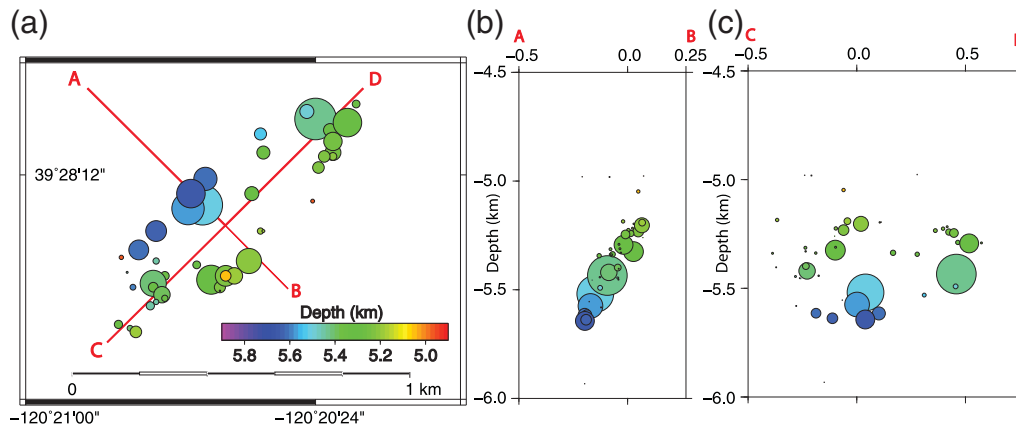 (a)
A
D
39˚28'12"
B
C
Depth (km)
5.8 5.6 5.4 5.2 5.0
0 1 km
−120˚21'00" −120˚20'24"
(b)
A B
−0.5 0.0 0.25
−4.5
−5.0
Depth (km)
−5.5
−6.0
(c)
C
−0.5 0.0 0.5
−4.5
−5.0
Depth (km)
−5.5
−6.0